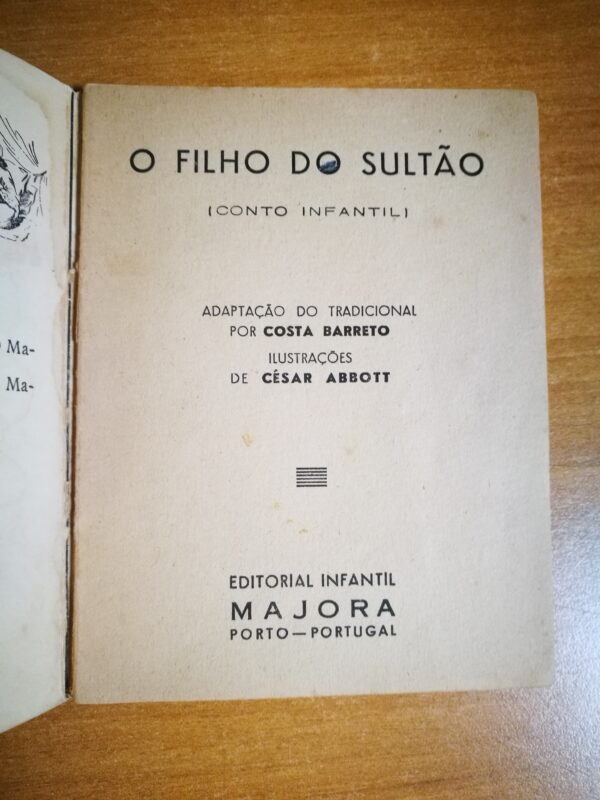 Ma-
Ma-
O FILHO DO SULTÃO
(CONTO INFANTIL)
ADAPTAÇÃO DO TRADICIONAL
POR COSTA BARRETO
ILUSTRAÇÕES
DE CÉSAR ABBOTT
EDITORIAL INFANTIL
MAJORA
PORTO—PORTUGAL